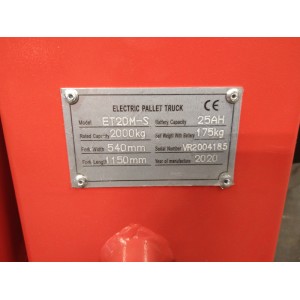 ELECTRIC PALLET TRUCK CE
Model ET20M-S Battery Capacity 25AH
Rated Capacity 2000kg Net Weight With Battery 175kg
Fork Width 540mm Serial Number VR2004185
Fork Length 1150mm Year of manufacture 2020